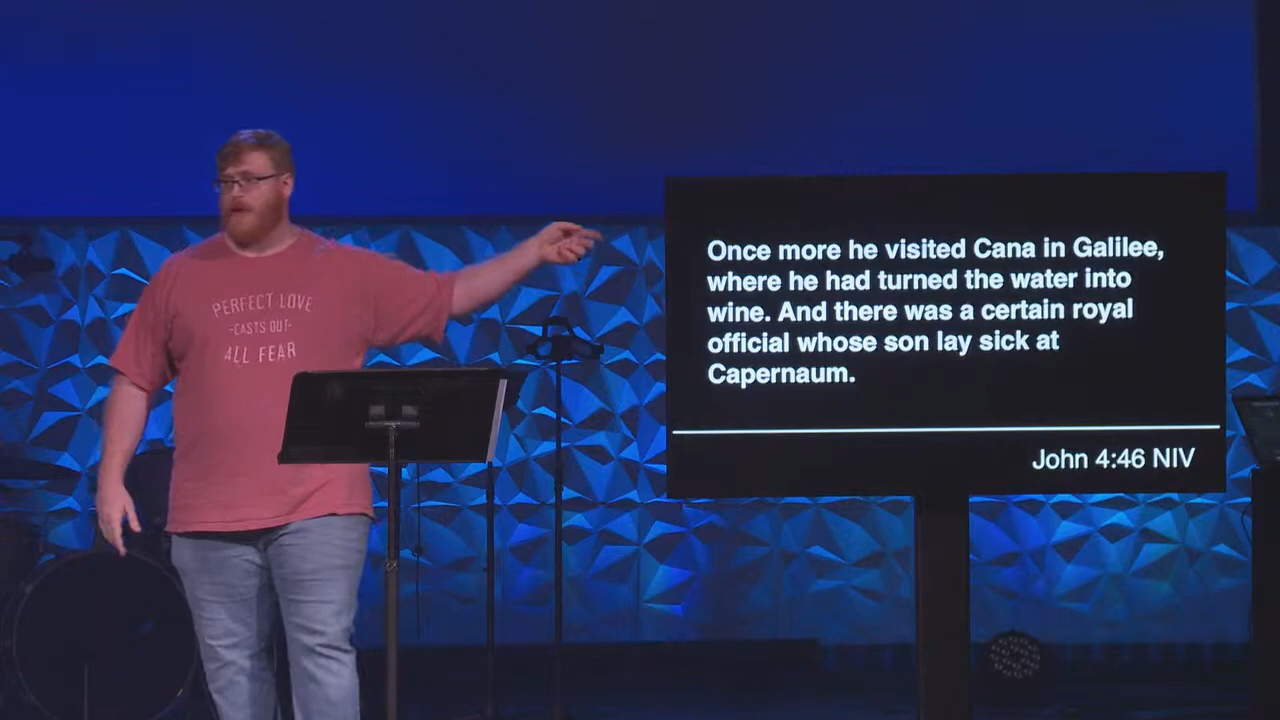 PERFECT LOVE
-CASTS OUT-
ALL FEAR
Once more he visited Cana in Galilee,
where he had turned the water into
wine. And there was a certain royal
official whose son lay sick at
Capernaum.
John 4:46 NIV